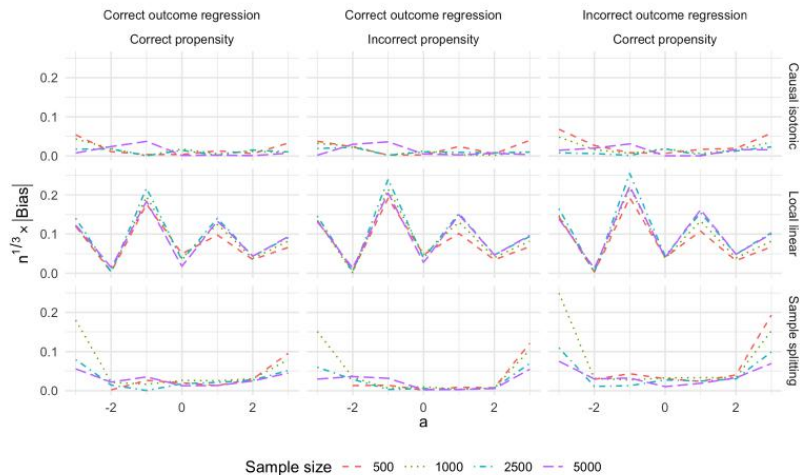 Correct outcome regression Correct outcome regression Incorrect outcome regression
Correct propensity Incorrect propensity Correct propensity
0.2
0.1
0.0
Causal isotonic
0.2
0.1
0.0
Local linear
0.2
0.1
0.0
Sample splitting
n^1/3 × |Bias|
-2 0 2 -2 0 2 -2 0 2
a
Sample size 500 1000 2500 5000